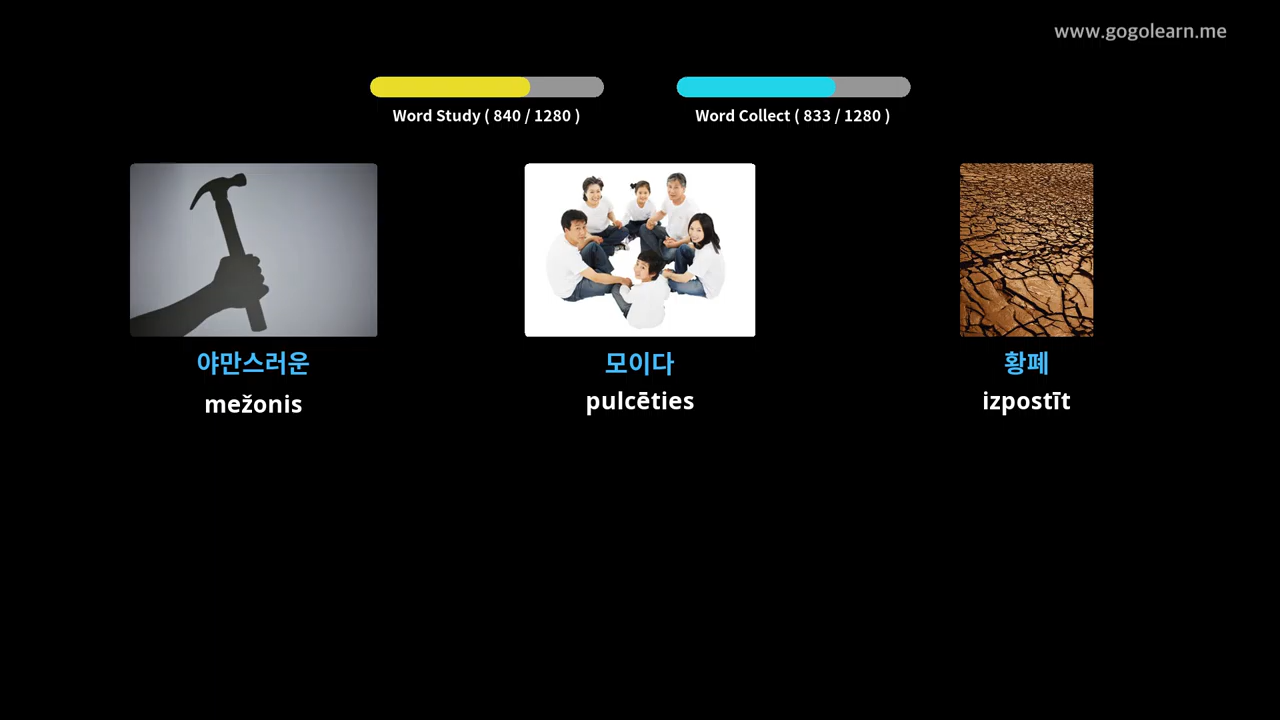 www.gogolearn.me
Word Study ( 840 / 1280 )
Word Collect ( 833 / 1280 )
야만스러운
모이다
황폐
mežonis
pulcēties
izpostīt